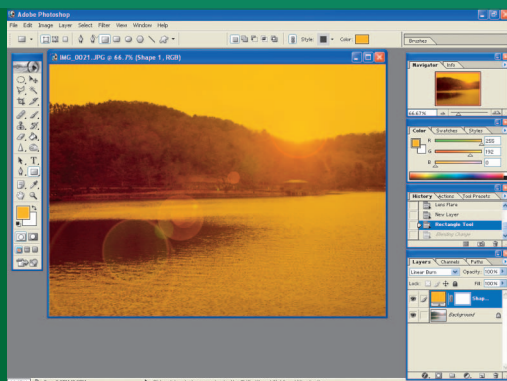 Adobe Photoshop
File Edit Image Layer Select Filter View Window Help
Style: Color:
Brushes
IMG_0021.JPG @ 66.7% (Shape 1, RGB)
Navigator Info
66.67%
Color Swatches Styles
R 255
G 192
B 0
History Actions Tool Presets
Lens Flare
New Layer
Rectangle Tool
Blending Change
Layers Channels Paths
Linear Burn Opacity: 100%
Lock: Fill: 100%
Shap...
Background